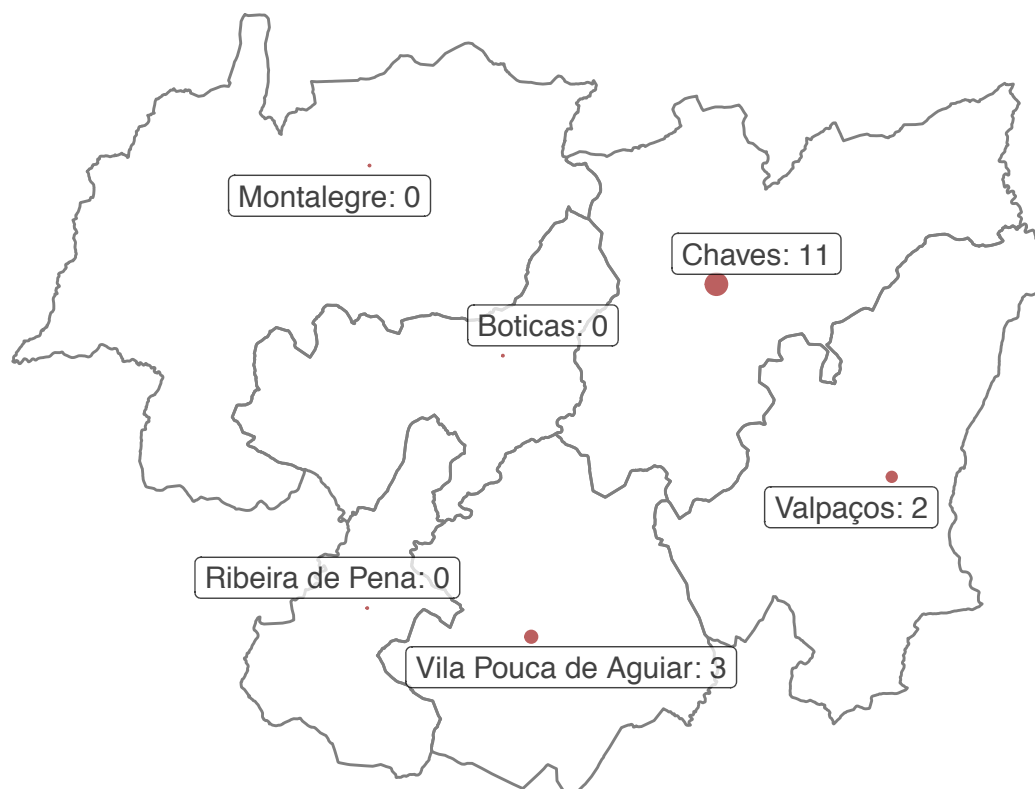 Montalegre: 0
Chaves: 11
Boticas: 0
Valpaços: 2
Ribeira de Pena: 0
Vila Pouca de Aguiar: 3